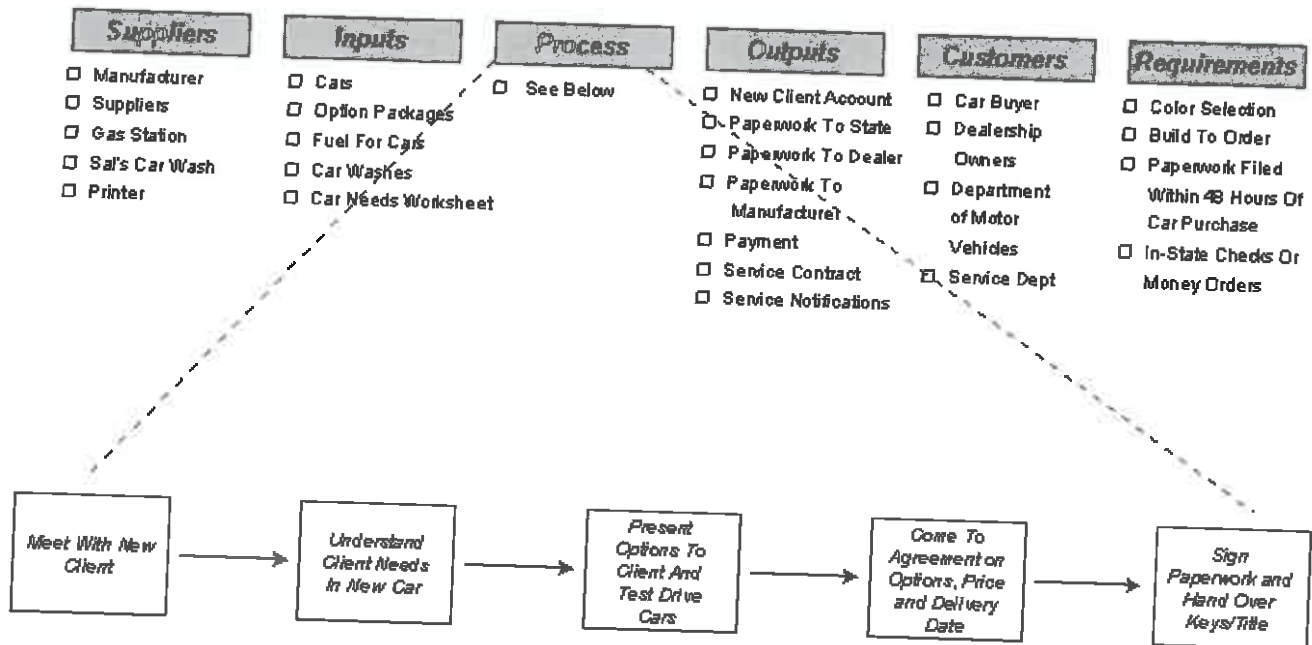 Suppliers
Manufacturer
Suppliers
Gas Station
Sal's Car Wash
Printer
Inputs
Cars
Option Packages
Fuel For Cars
Car Washes
Car Needs Worksheet
Process
See Below
Outputs
New Client Account
Paperwork To State
Paperwork To Dealer
Paperwork To
Manufacturer
Payment
Service Contract
Service Notifications
Customers
Car Buyer
Dealership
Owners
Department
of Motor
Vehicles
Service Dept
Requirements
Color Selection
Build To Order
Paperwork Filed
Within 48 Hours Of
Car Purchase
In-State Checks Or
Money Orders
Meet With New
Client
Understand
Client Needs
In New Car
Present
Options To
Client And
Test Drive
Cars
Come To
Agreement on
Options, Price
and Delivery
Date
Sign
Paperwork and
Hand Over
Keys/Title